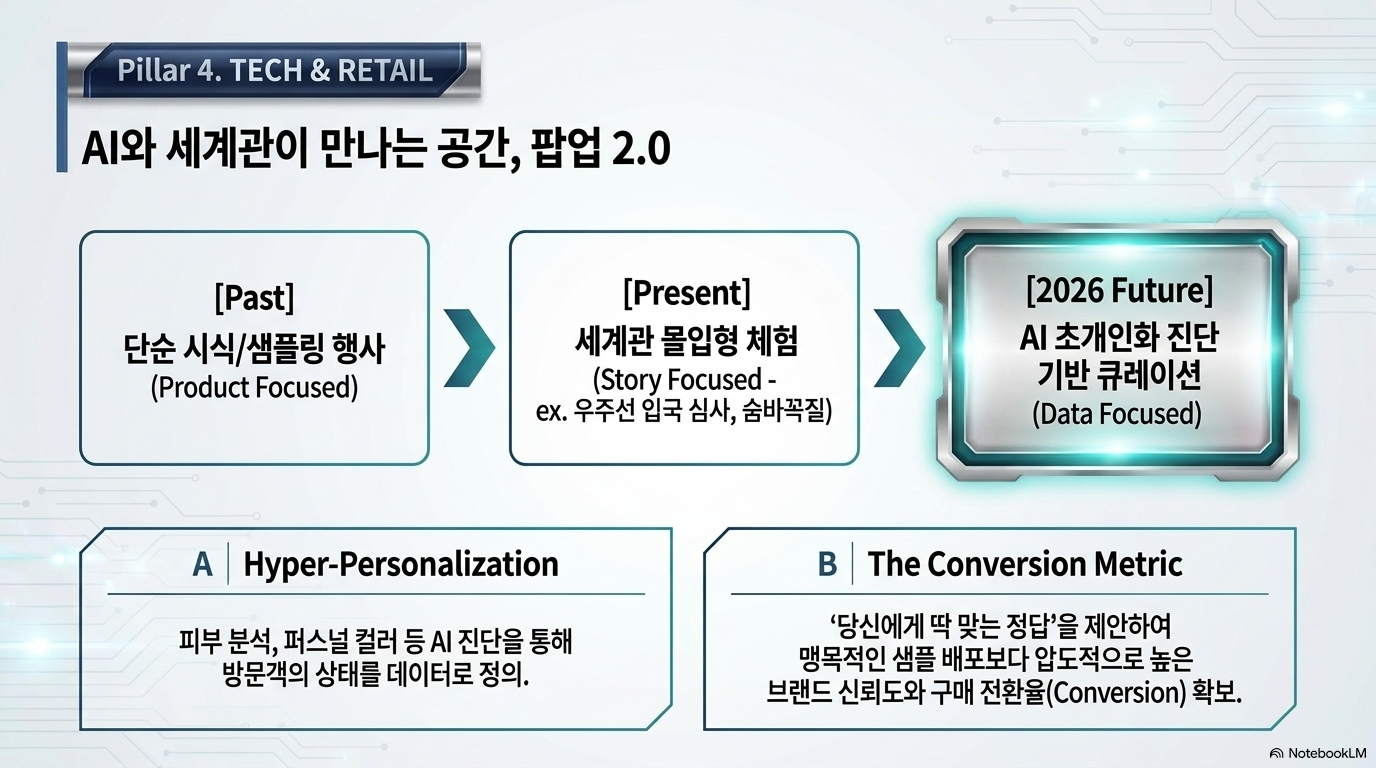 Pillar 4. TECH & RETAIL
AI와 세계관이 만나는 공간, 팝업 2.0
[Past]
단순 시식/샘플링 행사
(Product Focused)
[Present]
세계관 몰입형 체험
(Story Focused -
ex. 우주선 입국 심사, 숨바꼭질)
[2026 Future]
AI 초개인화 진단
기반 큐레이션
(Data Focused)
A | Hyper-Personalization
피부 분석, 퍼스널 컬러 등 AI 진단을 통해
방문객의 상태를 데이터로 정의.
B | The Conversion Metric
‘당신에게 딱 맞는 정답’을 제안하여
맹목적인 샘플 배포보다 압도적으로 높은
브랜드 신뢰도와 구매 전환율(Conversion) 확보.
NotebookLM